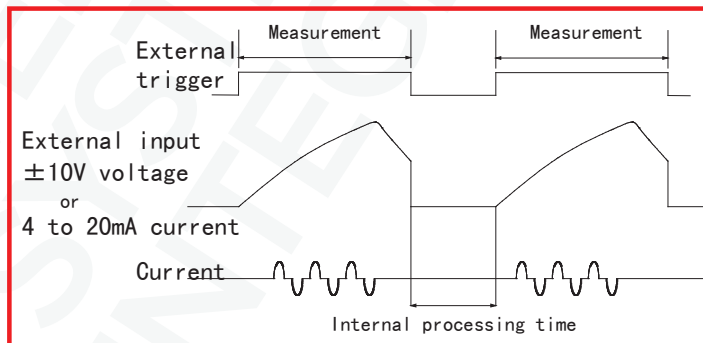 Measurement
Measurement
External
trigger
External input
±10V voltage
or
4 to 20mA current
Current
Internal processing time